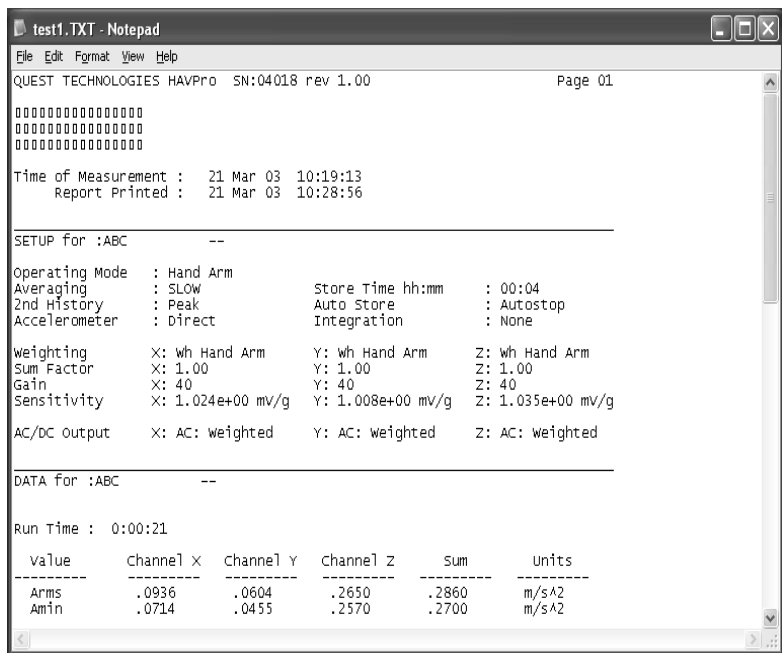 test1.TXT - Notepad
File Edit Format View Help
QUEST TECHNOLOGIES HAVPro SN:04018 rev 1.00 Page 01
▯▯▯▯▯▯▯▯▯▯▯▯▯▯▯▯
▯▯▯▯▯▯▯▯▯▯▯▯▯▯▯▯
▯▯▯▯▯▯▯▯▯▯▯▯▯▯▯▯
Time of Measurement : 21 Mar 03 10:19:13
Report Printed : 21 Mar 03 10:28:56
SETUP for :ABC --
Operating Mode : Hand Arm
Averaging : SLOW Store Time hh:mm : 00:04
2nd History : Peak Auto Store : Autostop
Accelerometer : Direct Integration : None
Weighting X: Wh Hand Arm Y: Wh Hand Arm Z: Wh Hand Arm
Sum Factor X: 1.00 Y: 1.00 Z: 1.00
Gain X: 40 Y: 40 Z: 40
Sensitivity X: 1.024e+00 mV/g Y: 1.008e+00 mV/g Z: 1.035e+00 mV/g
AC/DC Output X: AC: Weighted Y: AC: Weighted Z: AC: Weighted
DATA for :ABC --
Run Time : 0:00:21
Value Channel X Channel Y Channel Z Sum Units
--------- --------- --------- --------- --------- ---------
Arms .0936 .0604 .2650 .2860 m/s^2
Amin .0714 .0455 .2570 .2700 m/s^2